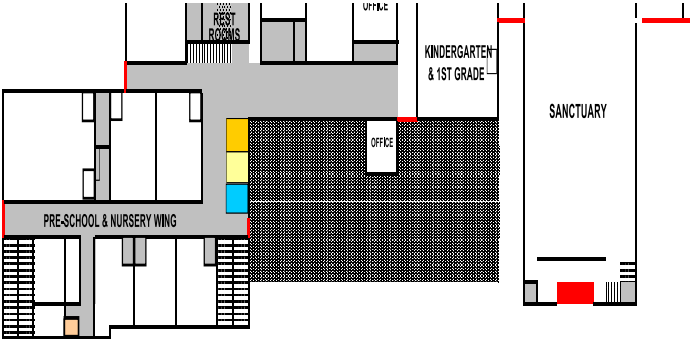 OFFICE
REST
ROOMS
KINDERGARTEN
& 1ST GRADE
SANCTUARY
OFFICE
PRE-SCHOOL & NURSERY WING